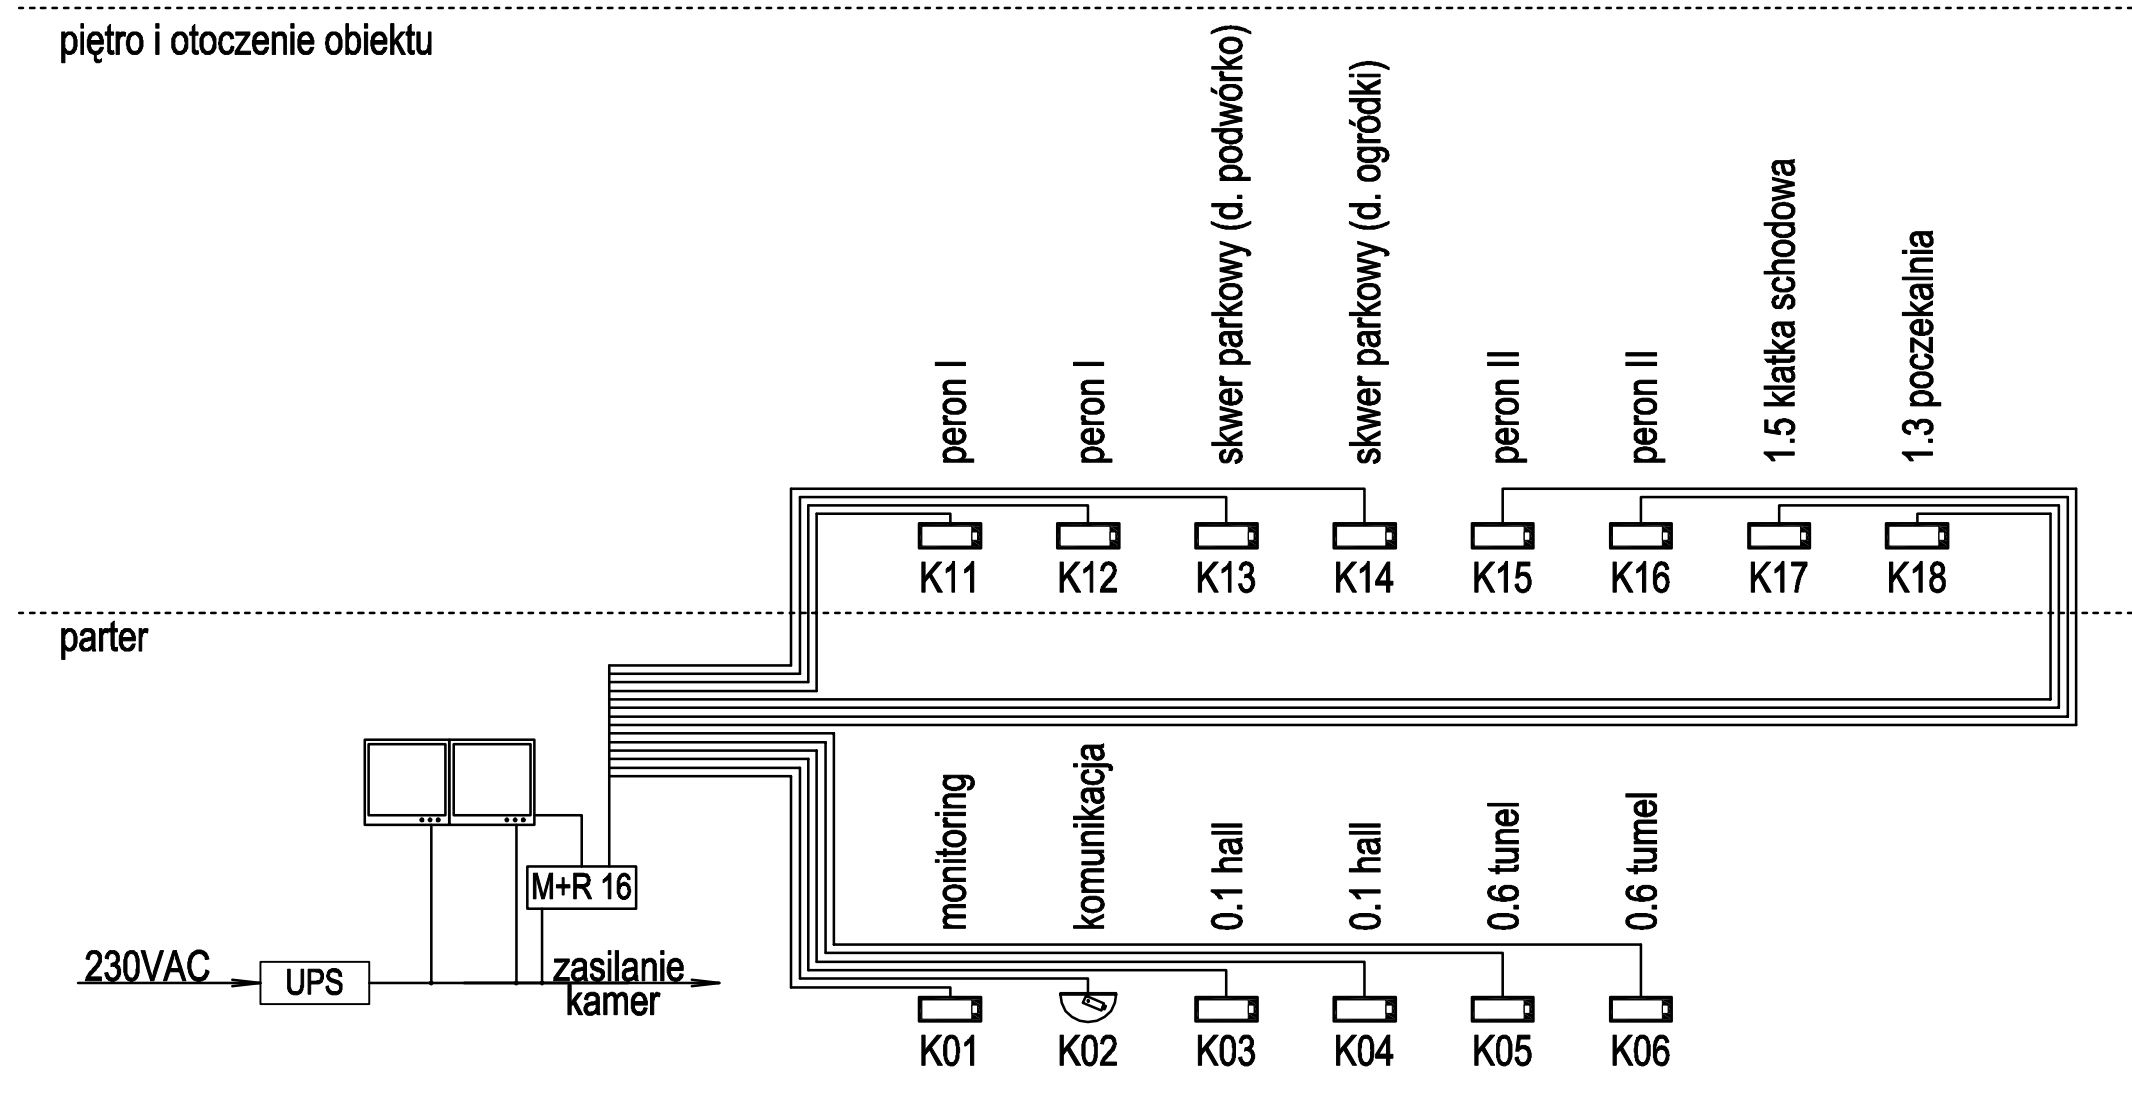 piętro i otoczenie obiektu
peron I
peron I
skwer parkowy (d. podwórko)
skwer parkowy (d. ogródki)
peron II
peron II
1.5 klatka schodowa
1.3 poczekalnia
K11
K12
K13
K14
K15
K16
K17
K18
parter
monitoring
komunikacja
0.1 hall
0.1 hall
0.6 tunel
0.6 tumel
M+R 16
230VAC
UPS
zasilanie
kamer
K01
K02
K03
K04
K05
K06